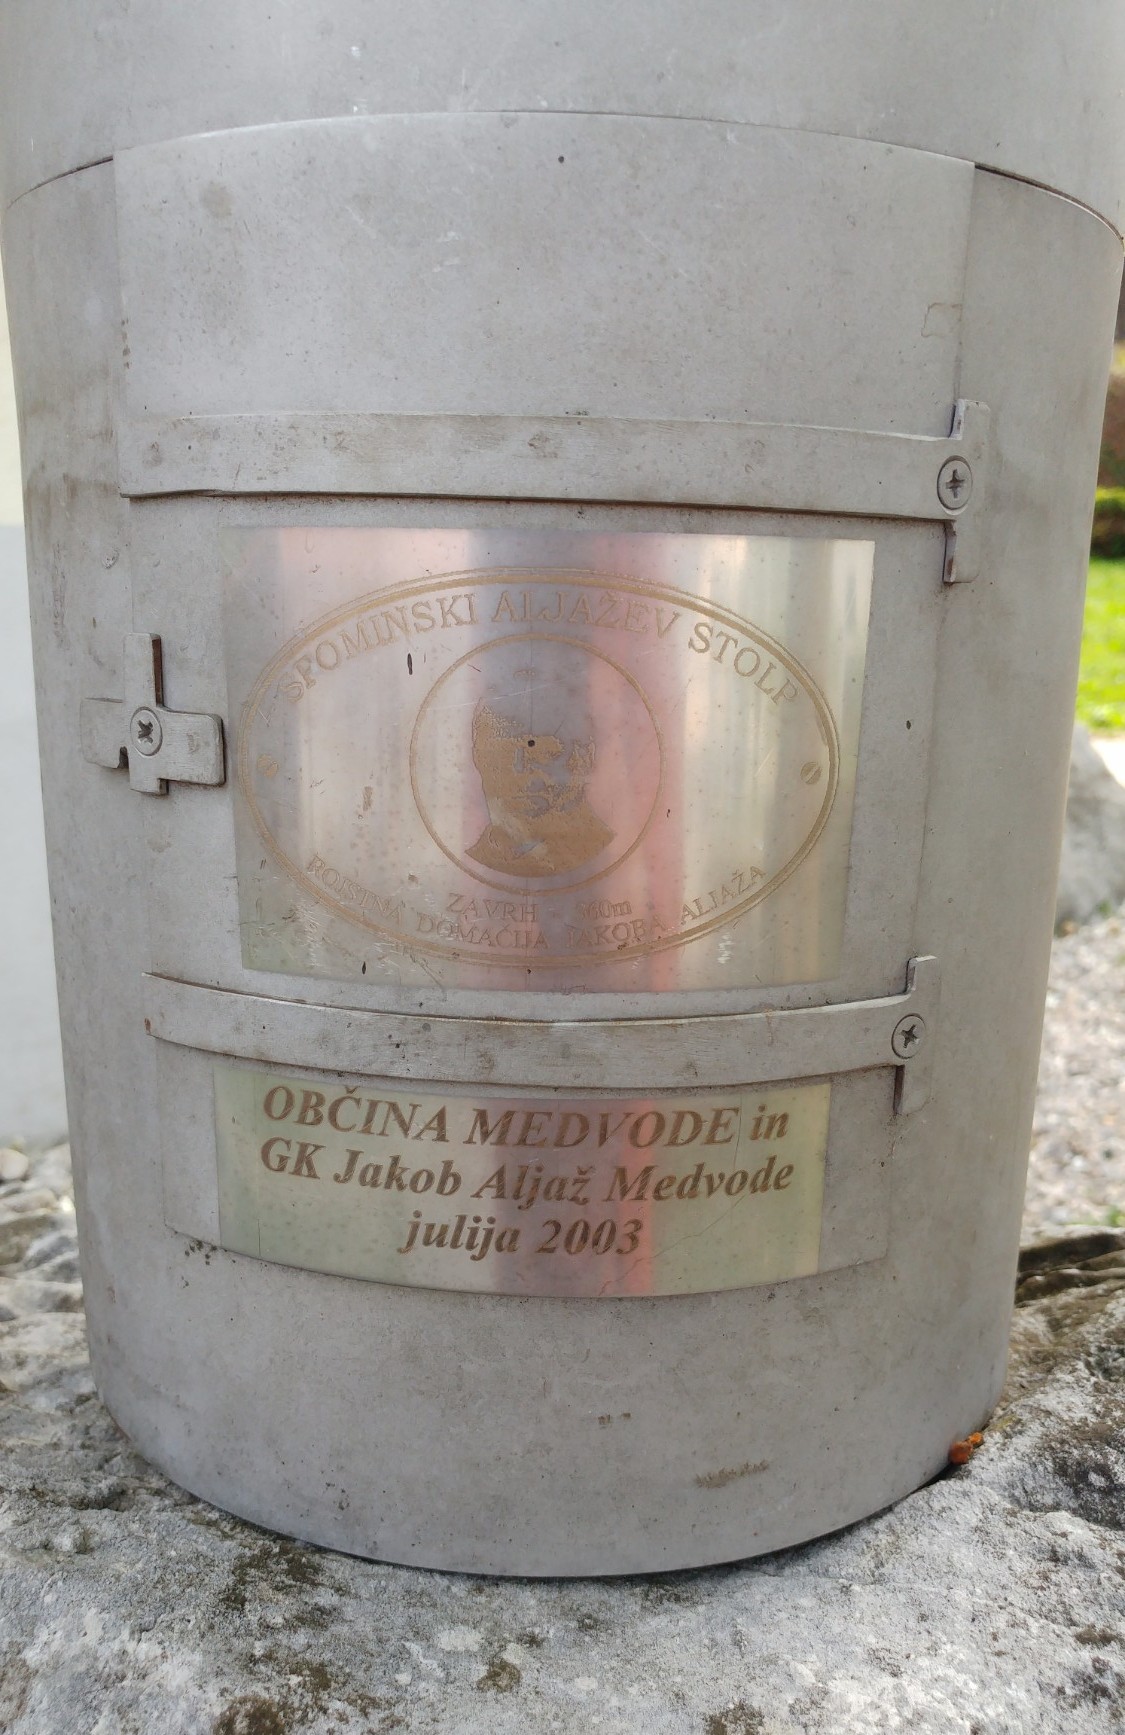 SPOMINSKI ALJAŽEV STOLP
ZAVRH
ROJSTNA DOMAČIJA JAKOBA ALJAŽA
OBČINA MEDVODE in
GK Jakob Aljaž Medvode
julija 2003